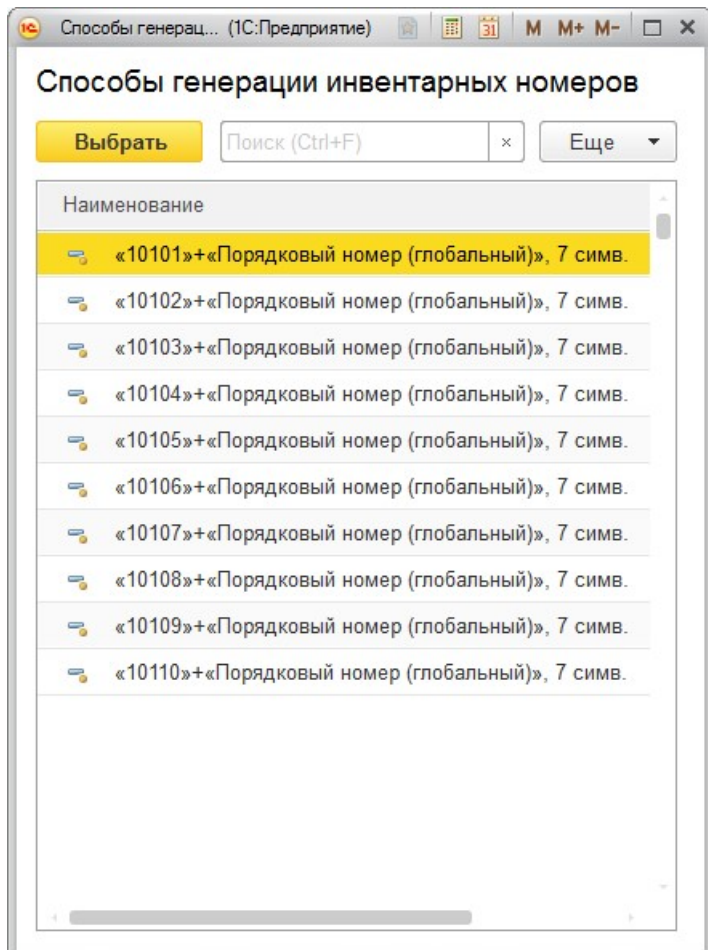 1С Способы генерац... (1С:Предприятие) 31 M M+ M-
Способы генерации инвентарных номеров
Выбрать Поиск (Ctrl+F) × Еще
Наименование
«10101»+«Порядковый номер (глобальный)», 7 симв.
«10102»+«Порядковый номер (глобальный)», 7 симв.
«10103»+«Порядковый номер (глобальный)», 7 симв.
«10104»+«Порядковый номер (глобальный)», 7 симв.
«10105»+«Порядковый номер (глобальный)», 7 симв.
«10106»+«Порядковый номер (глобальный)», 7 симв.
«10107»+«Порядковый номер (глобальный)», 7 симв.
«10108»+«Порядковый номер (глобальный)», 7 симв.
«10109»+«Порядковый номер (глобальный)», 7 симв.
«10110»+«Порядковый номер (глобальный)», 7 симв.